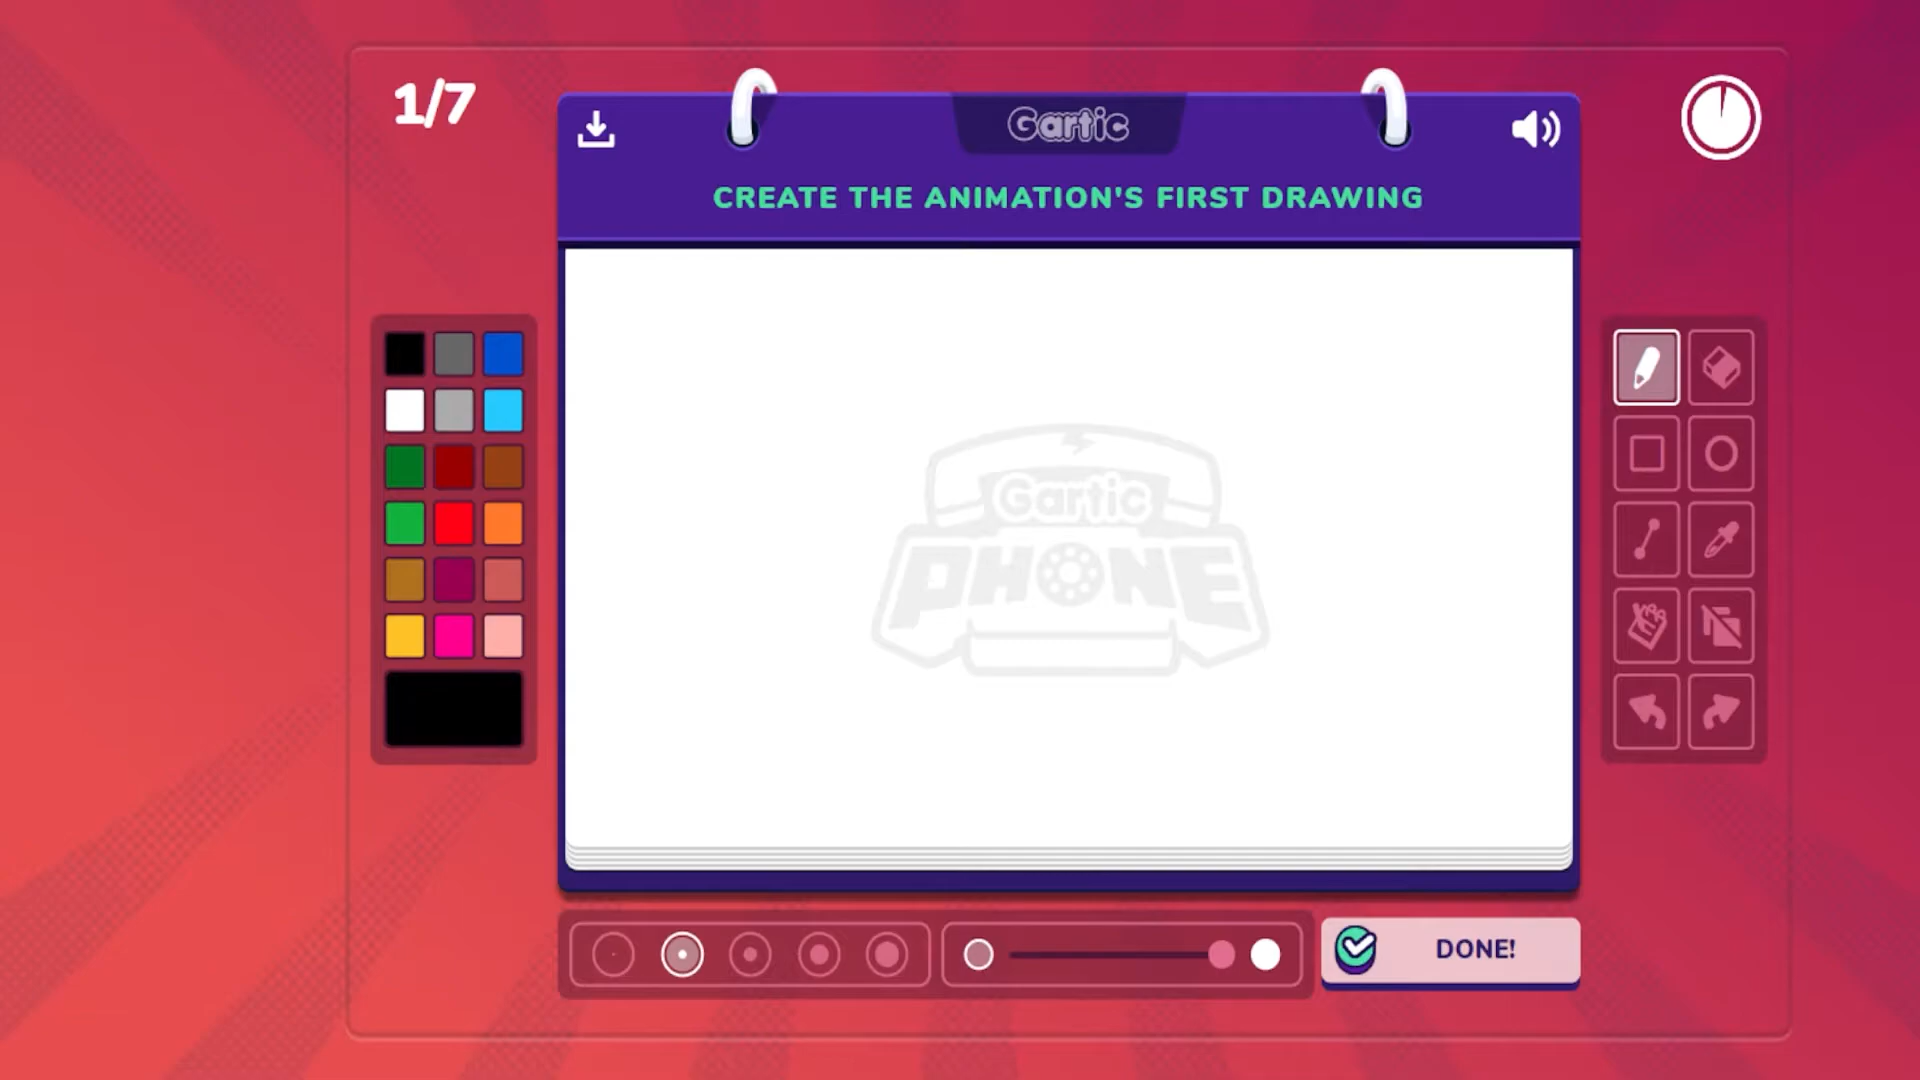 1/7
Gartic
CREATE THE ANIMATION'S FIRST DRAWING
Gartic
PHONE
DONE!